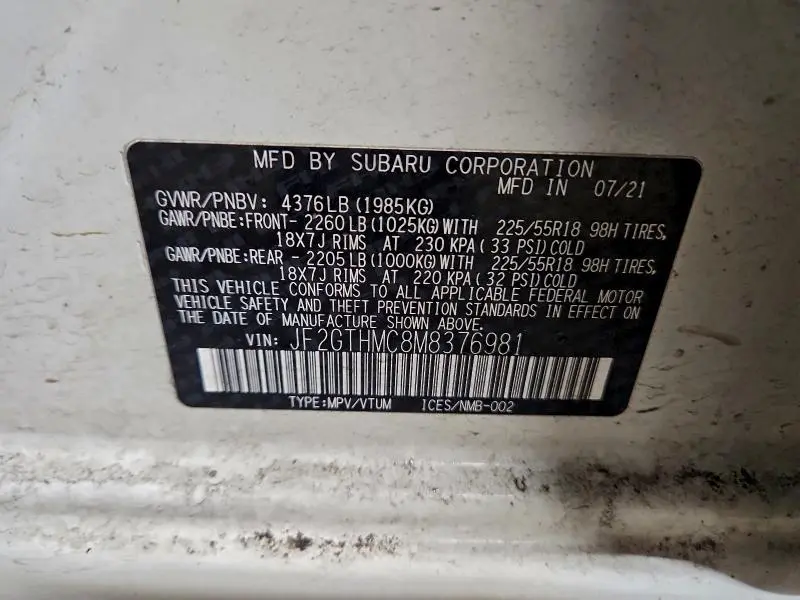 MFD BY SUBARU CORPORATION
MFD IN 07/21
GVWR/PNBV: 4376LB(1985KG)
GAWR/PNBE:FRONT- 2260LB(1025KG)WITH 225/55R18 98H TIRES,
18X7J RIMS AT 230 KPA( 33 PSI)COLD
GAWR/PNBE:REAR - 2205LB(1000KG)WITH 225/55R18 98H TIRES,
18X7J RIMS AT 220 KPA( 32 PSI)COLD
THIS VEHICLE CONFORMS TO ALL APPLICABLE FEDERAL MOTOR
VEHICLE SAFETY AND THEFT PREVENTION STANDARDS IN EFFECT ON
THE DATE OF MANUFACTURE SHOWN ABOVE.
VIN: JF2GTHMC8M8376981
TYPE:MPV/VTUM ICES/NMB-002